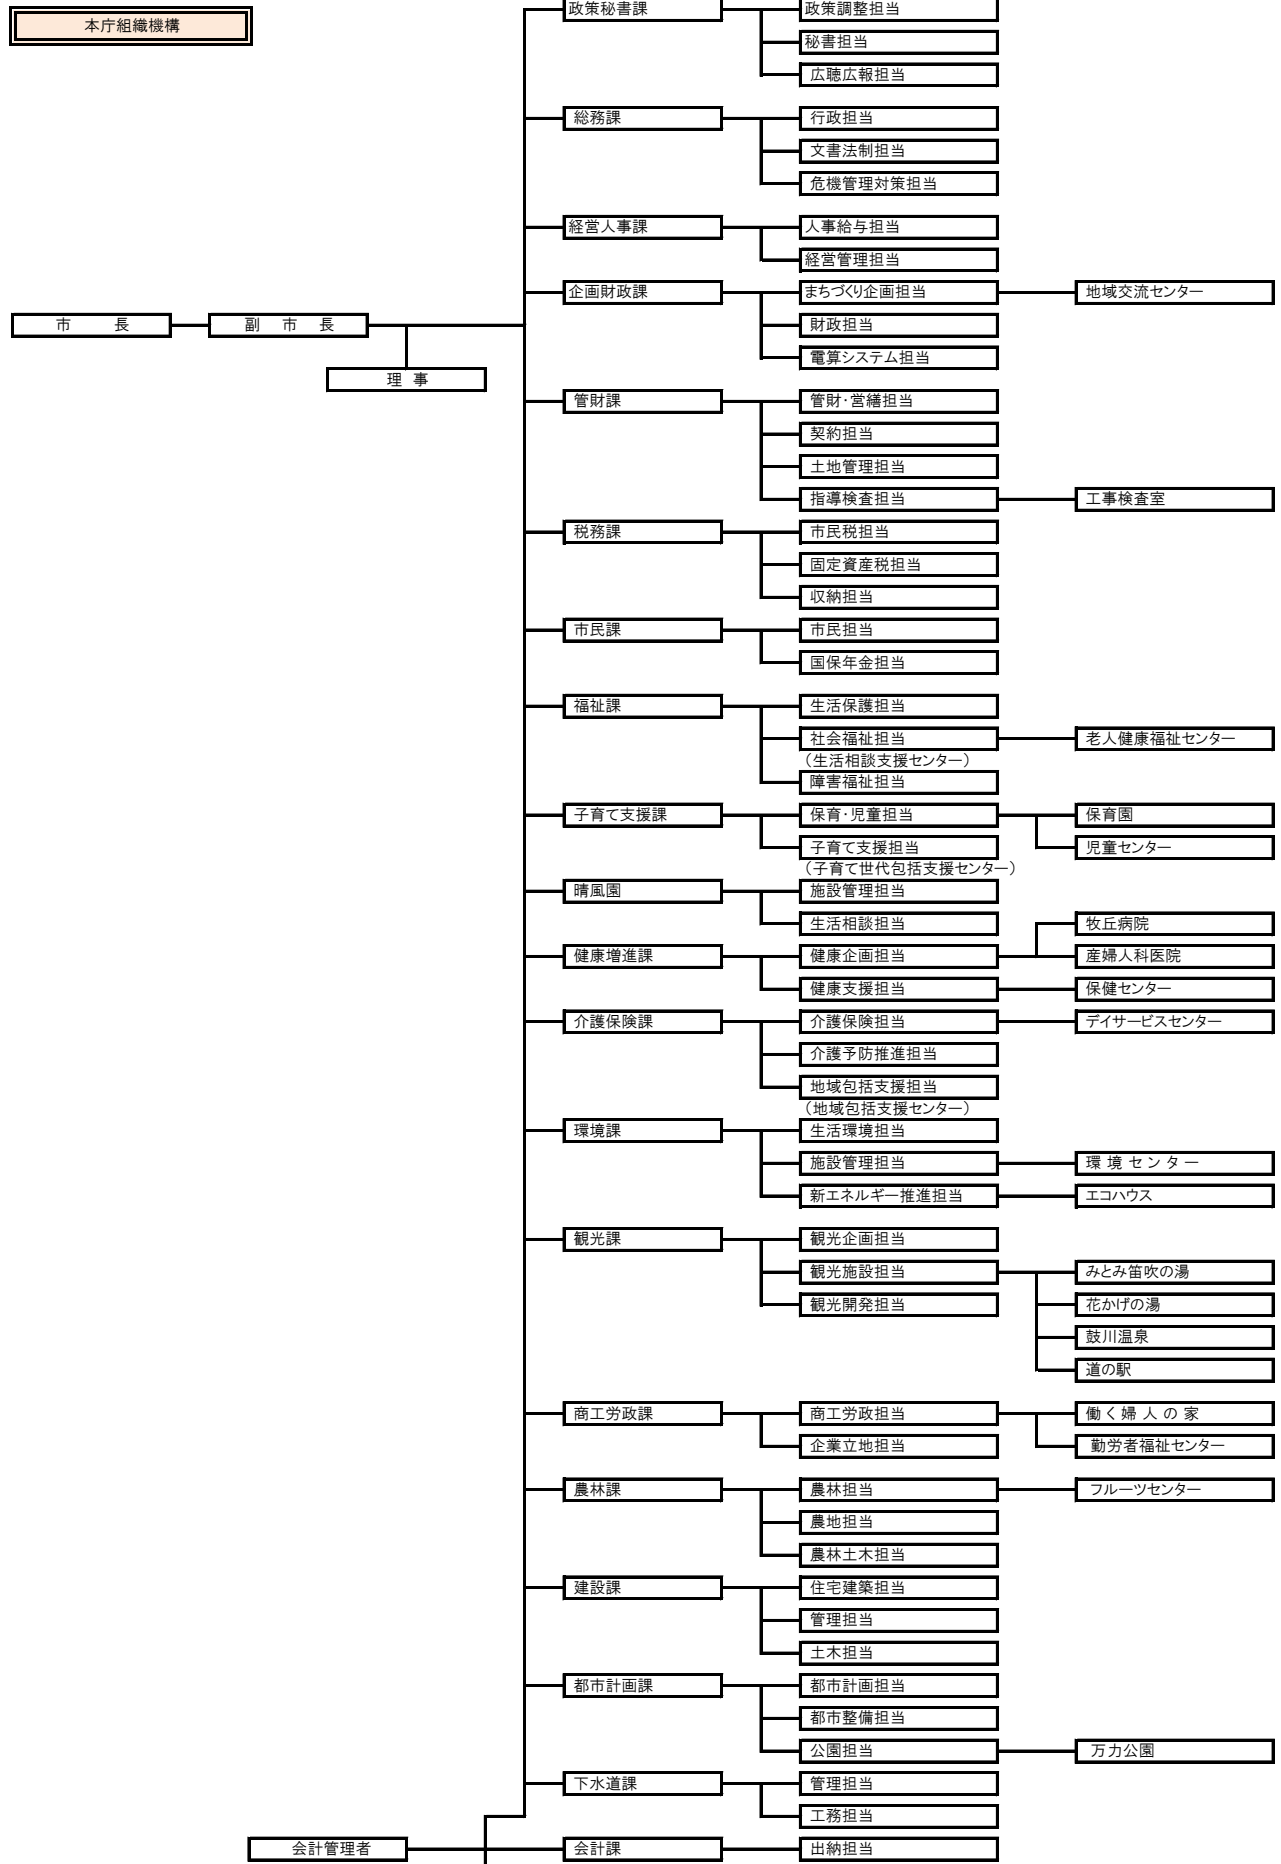 本庁組織機構
政策秘書課
政策調整担当
秘書担当
広聴広報担当
総務課
行政担当
文書法制担当
危機管理対策担当
経営人事課
人事給与担当
経営管理担当
企画財政課
まちづくり企画担当
地域交流センター
市 長
副 市 長
財政担当
電算システム担当
理 事
管財課
管財・営繕担当
契約担当
土地管理担当
指導検査担当
工事検査室
税務課
市民税担当
固定資産税担当
収納担当
市民課
市民担当
国保年金担当
福祉課
生活保護担当
社会福祉担当
老人健康福祉センター
(生活相談支援センター)
障害福祉担当
子育て支援課
保育・児童担当
保育園
子育て支援担当
児童センター
(子育て世代包括支援センター)
晴風園
施設管理担当
生活相談担当
牧丘病院
健康増進課
健康企画担当
産婦人科医院
健康支援担当
保健センター
介護保険課
介護保険担当
デイサービスセンター
介護予防推進担当
地域包括支援担当
(地域包括支援センター)
環境課
生活環境担当
施設管理担当
環 境 セ ン タ ー
新エネルギー推進担当
エコハウス
観光課
観光企画担当
観光施設担当
みとみ笛吹の湯
観光開発担当
花かげの湯
鼓川温泉
道の駅
商工労政課
商工労政担当
働 く 婦 人 の 家
企業立地担当
勤労者福祉センター
農林課
農林担当
フルーツセンター
農地担当
農林土木担当
建設課
住宅建築担当
管理担当
土木担当
都市計画課
都市計画担当
都市整備担当
公園担当
万力公園
下水道課
管理担当
工務担当
会計管理者
会計課
出納担当